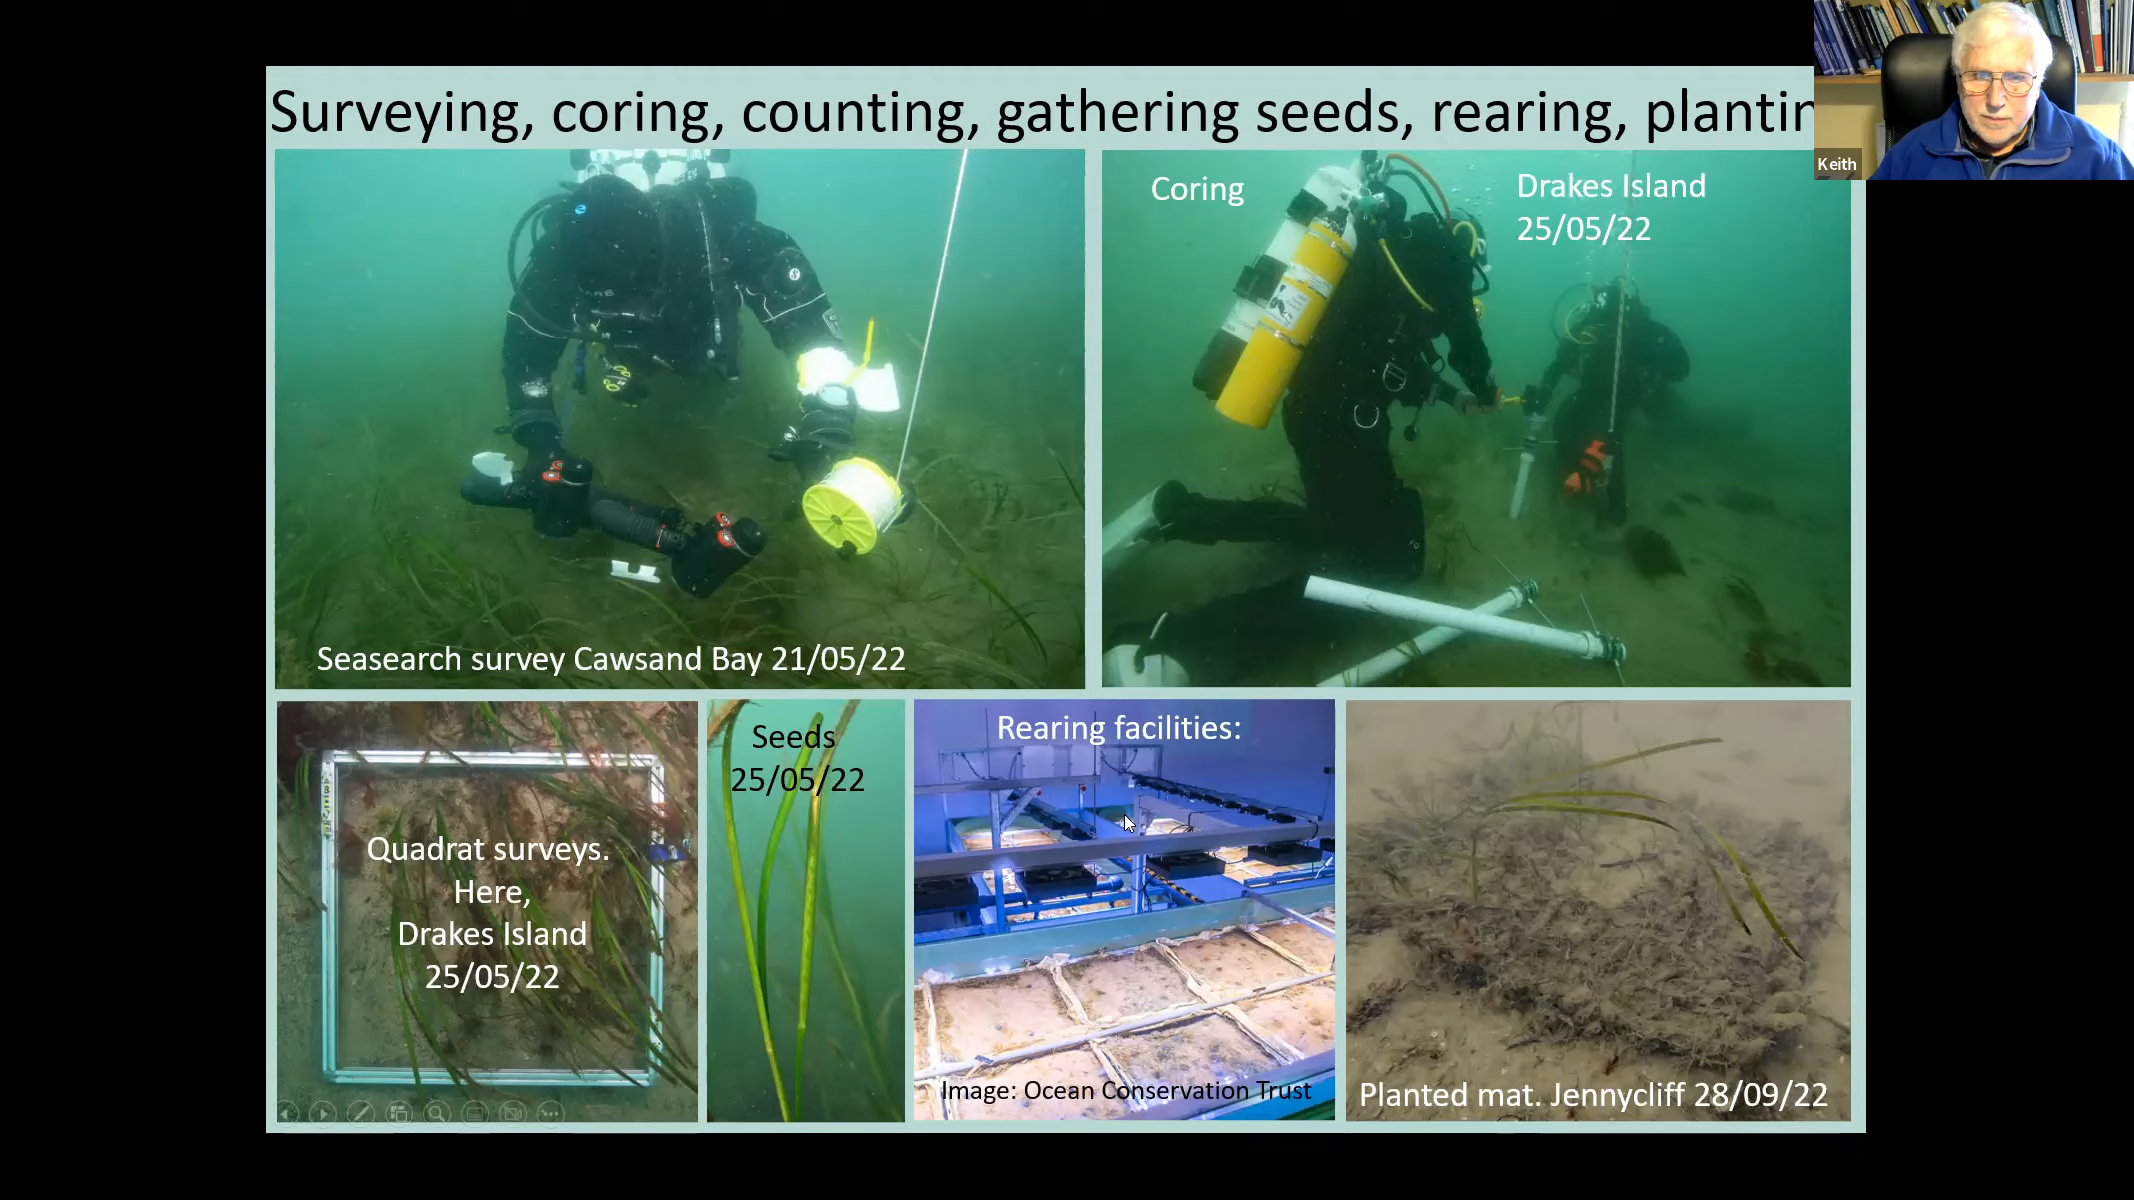 Surveying, coring, counting, gathering seeds, rearing, plantin
Keith
Coring
Drakes Island
25/05/22
Seasearch survey Cawsand Bay 21/05/22
Quadrat surveys.
Here,
Drakes Island
25/05/22
Seeds
25/05/22
Rearing facilities:
Image: Ocean Conservation Trust
Planted mat. Jennycliff 28/09/22